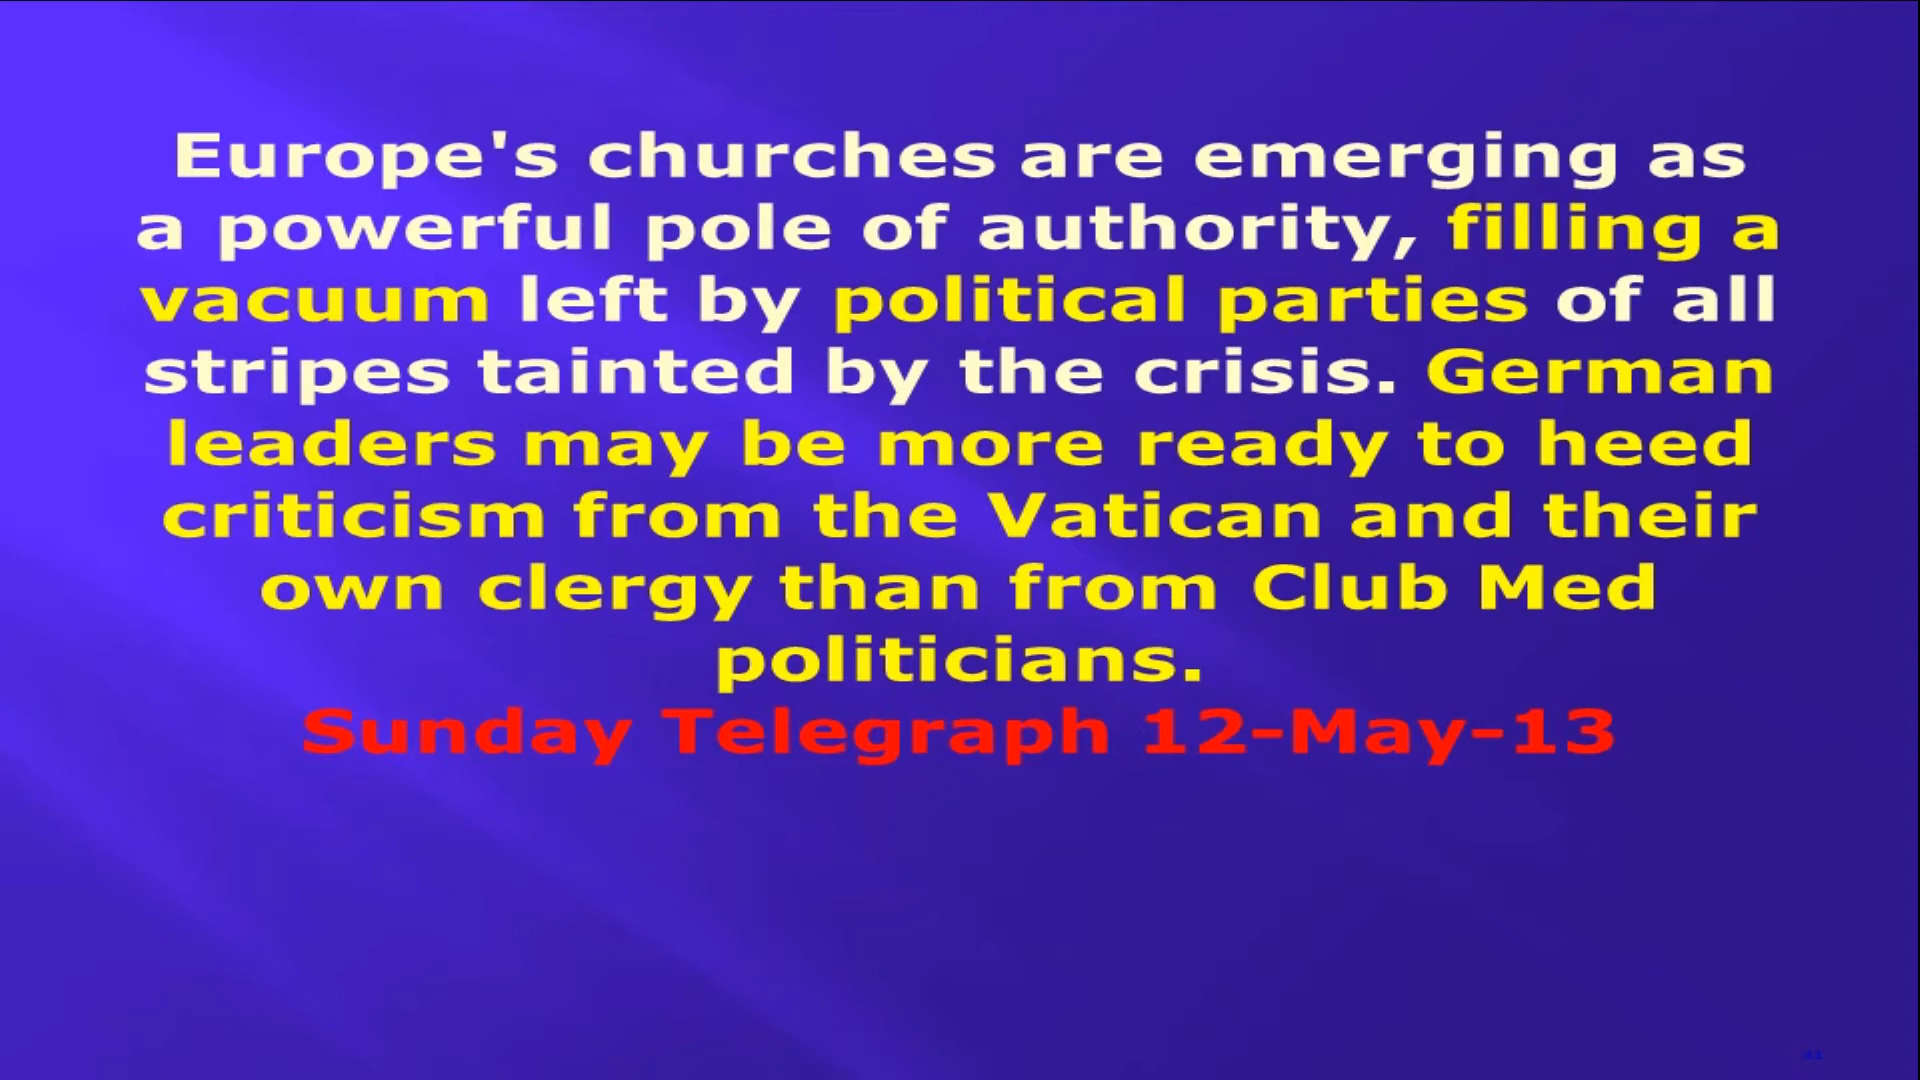 Europe's churches are emerging as
a powerful pole of authority, filling a
vacuum left by political parties of all
stripes tainted by the crisis. German
leaders may be more ready to heed
criticism from the Vatican and their
own clergy than from Club Med
politicians.
Sunday Telegraph 12-May-13